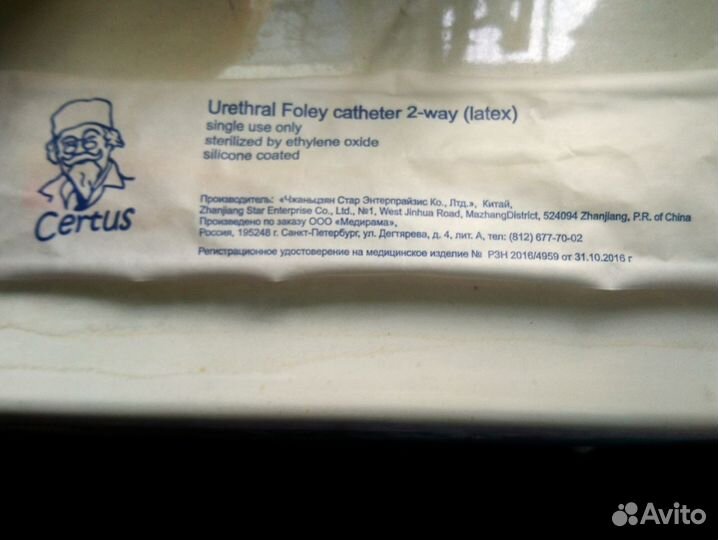 Urethral Foley catheter 2-way (latex)
single use only
sterilized by ethylene oxide
silicone coated
Certus
Производитель: «Чжаньцзян Стар Энтерпрайзис Ко., Лтд.», Китай,
Zhanjiang Star Enterprise Co., Ltd., №1, West Jinhua Road, MazhangDistrict, 524094 Zhanjiang, P.R. of China
Произведено по заказу ООО «Медирама»,
Россия, 195248 г. Санкт-Петербург, ул. Дегтярева, д. 4, лит. А, тел: (812) 677-70-02
Регистрационное удостоверение на медицинское изделие № РЗН 2016/4959 от 31.10.2016 г
Avito